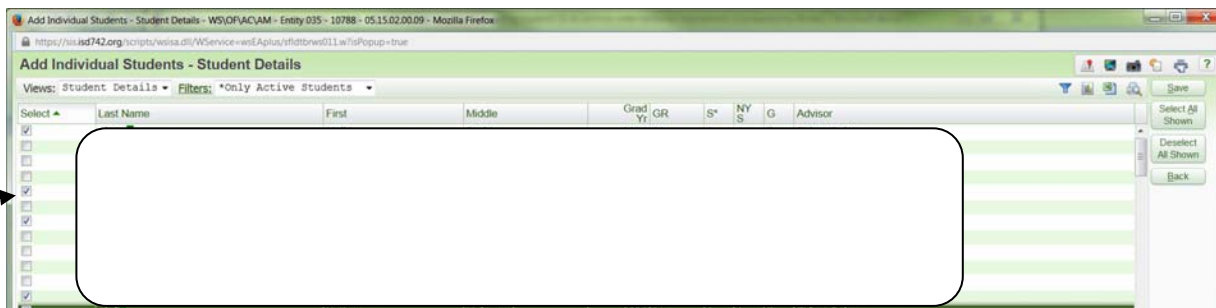 Add Individual Students - Student Details - WS\OF\AC\AM - Entity 035 - 10788 - 05.15.02.00.09 - Mozilla Firefox
https://sis.isd742.org/scripts/wsisa.dll/WService=wsEAplus/sfldtbrws011.w?isPopup=true
Add Individual Students - Student Details
?
Views: Student Details Filters: *Only Active Students
Save
Select Last Name First Middle Grad Yr GR S* NY S G Advisor
Select All Shown
Deselect All Shown
Back